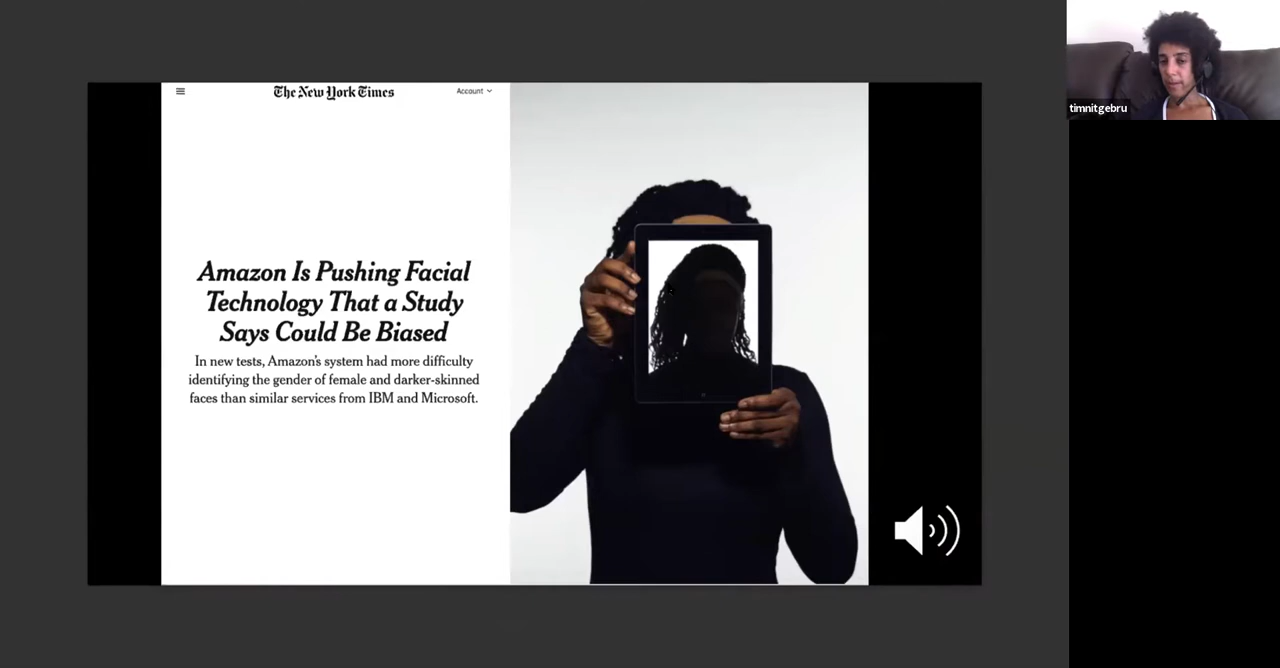 The New York Times
Account
Amazon Is Pushing Facial
Technology That a Study
Says Could Be Biased
In new tests, Amazon's system had more difficulty
identifying the gender of female and darker-skinned
faces than similar services from IBM and Microsoft.
timnitgebru